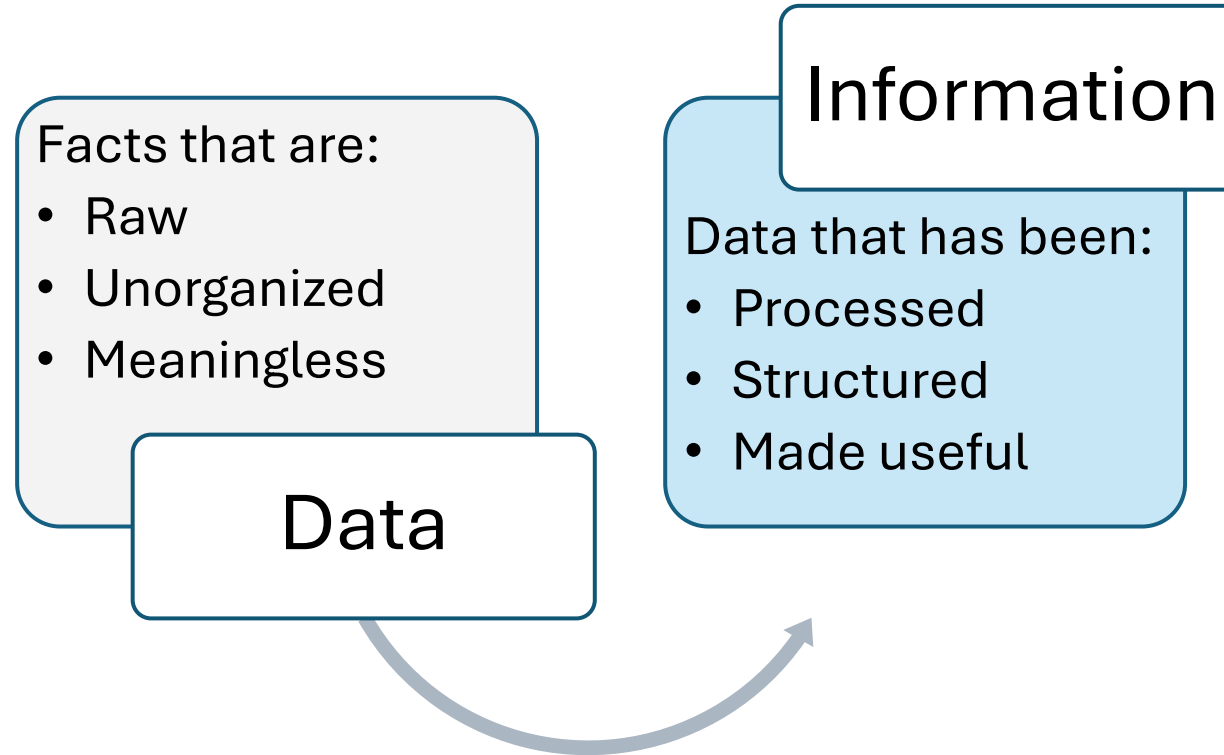 Facts that are:
• Raw
• Unorganized
• Meaningless
Data
Information
Data that has been:
• Processed
• Structured
• Made useful